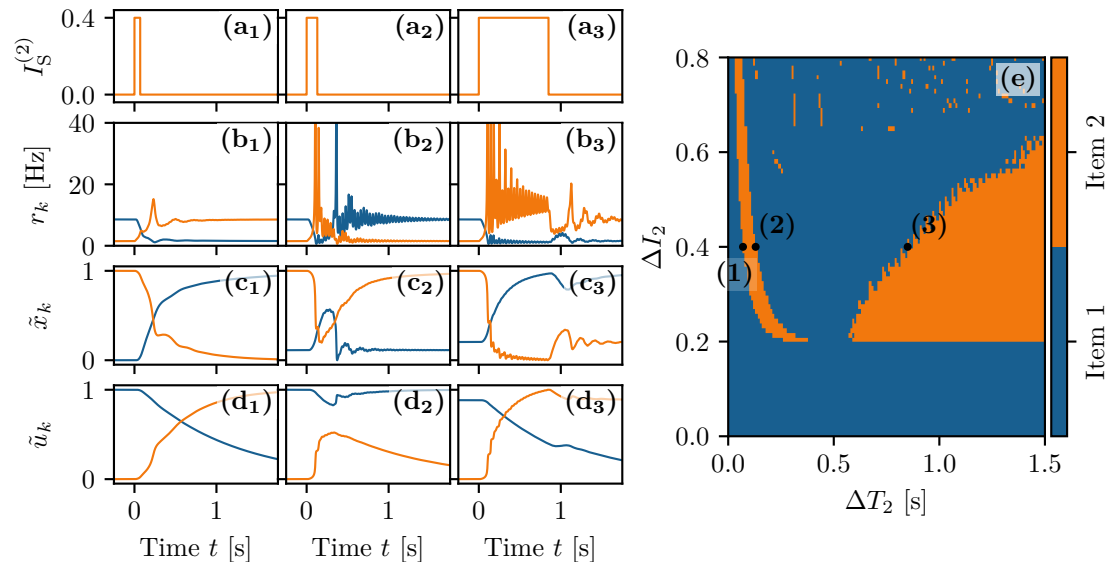 I_S^(2)
0.4
0.0
(a₁)
(a₂)
(a₃)
r_k [Hz]
40
20
0
(b₁)
(b₂)
(b₃)
x̃_k
1
0
(c₁)
(c₂)
(c₃)
ũ_k
1
0
(d₁)
(d₂)
(d₃)
0 1
0 1
0 1
Time t [s]
Time t [s]
Time t [s]
ΔI₂
0.8
0.6
0.4
0.2
0.0
(e)
(1)
(2)
(3)
0.0 0.5 1.0 1.5
ΔT₂ [s]
Item 2
Item 1